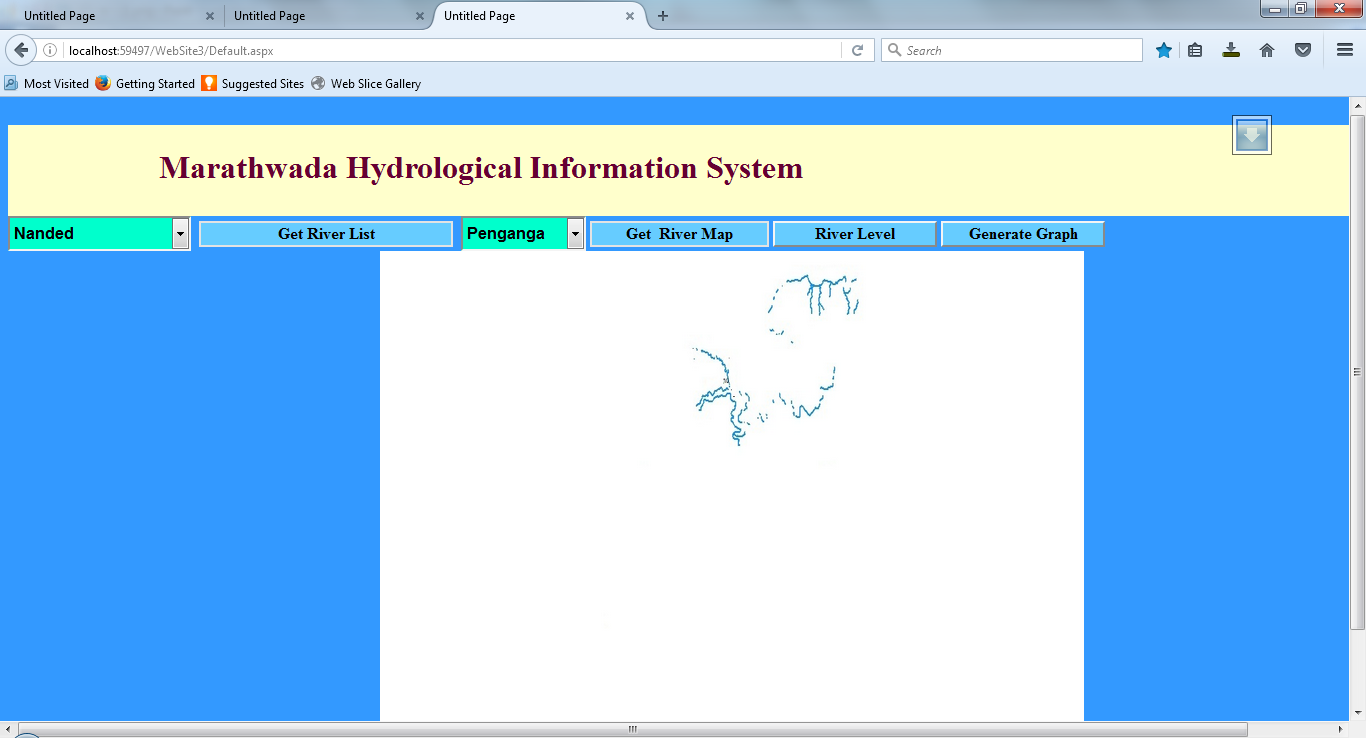 Untitled Page Untitled Page Untitled Page
localhost:59497/WebSite3/Default.aspx Search
Most Visited Getting Started Suggested Sites Web Slice Gallery
Marathwada Hydrological Information System
Nanded Get River List Penganga Get River Map River Level Generate Graph